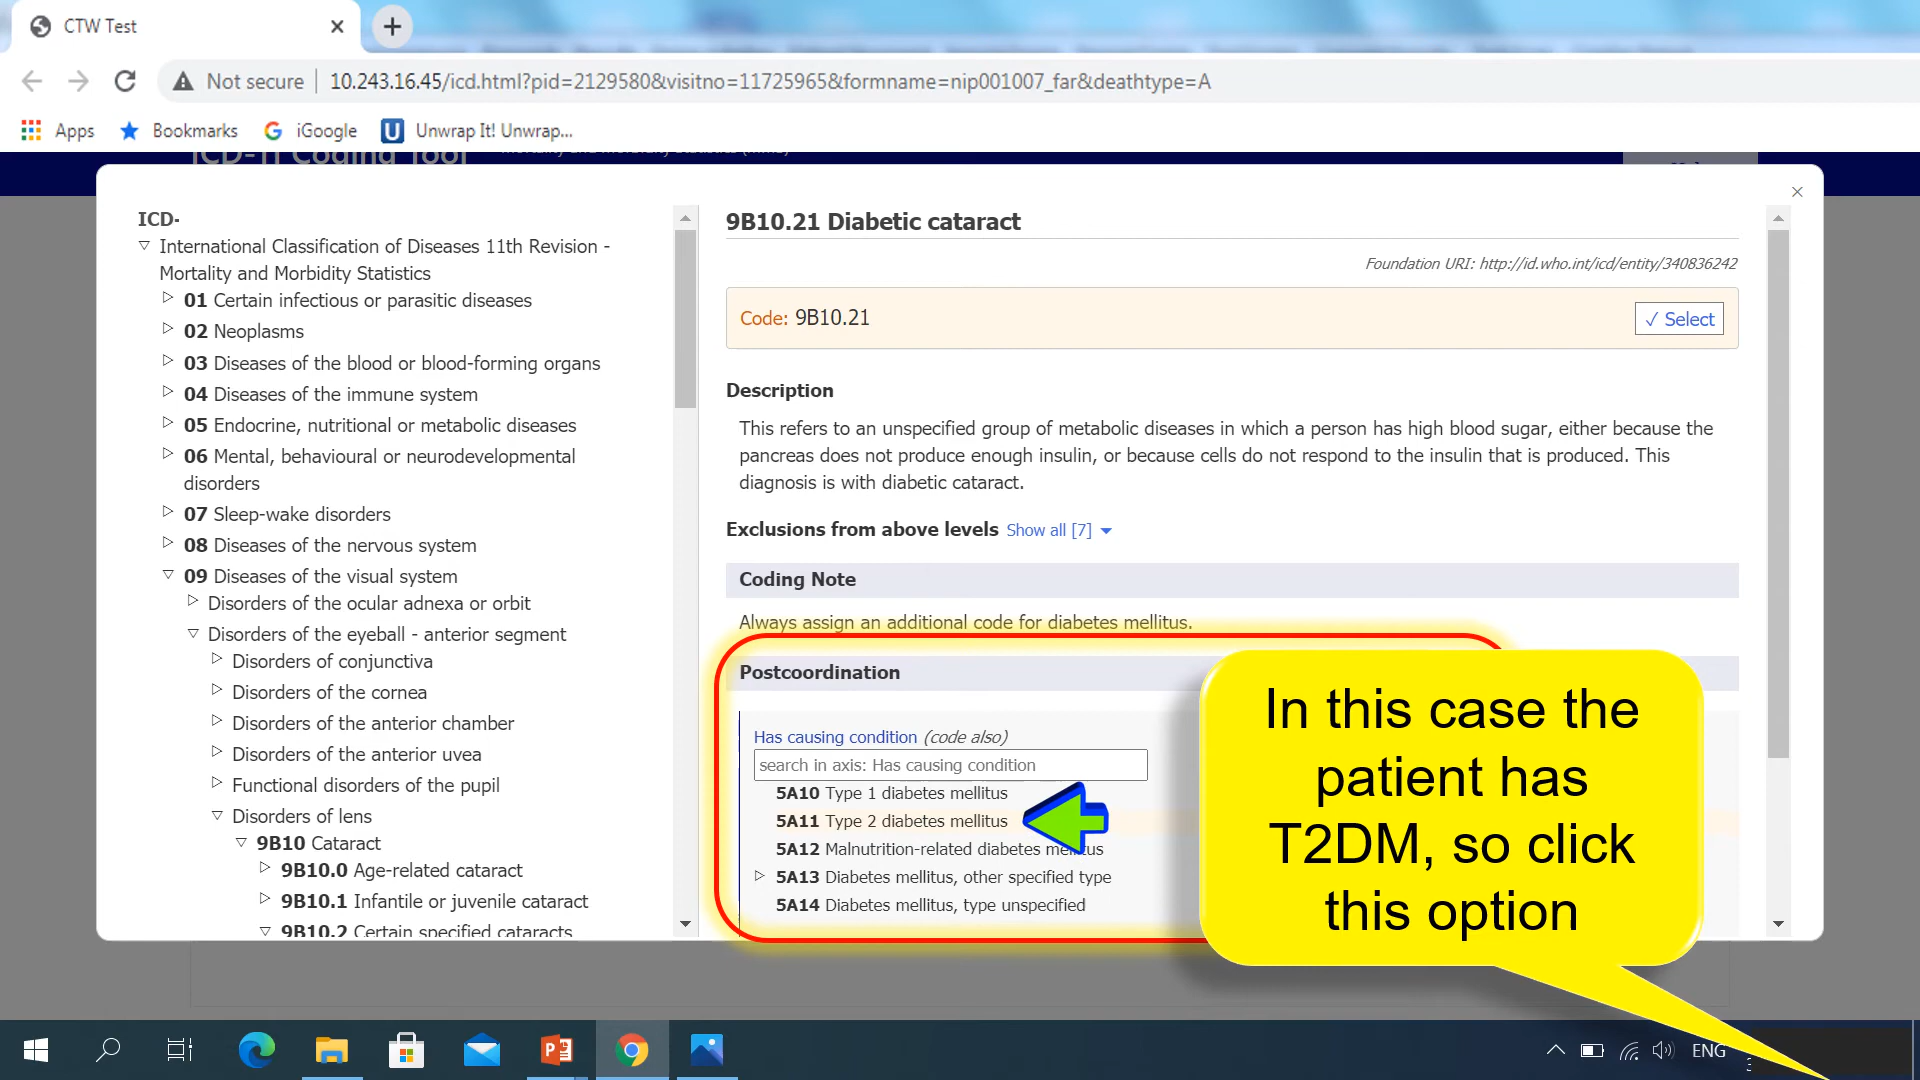 CTW Test
Not secure
10.243.16.45/icd.html?pid=2129580&visitno=11725965&formname=nip001007_far&deathtype=A
Apps
Bookmarks
iGoogle
Unwrap It! Unwrap...
ICD-11 Coding Tool
ICD-
International Classification of Diseases 11th Revision -
Mortality and Morbidity Statistics
01 Certain infectious or parasitic diseases
02 Neoplasms
03 Diseases of the blood or blood-forming organs
04 Diseases of the immune system
05 Endocrine, nutritional or metabolic diseases
06 Mental, behavioural or neurodevelopmental
disorders
07 Sleep-wake disorders
08 Diseases of the nervous system
09 Diseases of the visual system
Disorders of the ocular adnexa or orbit
Disorders of the eyeball - anterior segment
Disorders of conjunctiva
Disorders of the cornea
Disorders of the anterior chamber
Disorders of the anterior uvea
Functional disorders of the pupil
Disorders of lens
9B10 Cataract
9B10.0 Age-related cataract
9B10.1 Infantile or juvenile cataract
9B10.2 Certain specified cataracts
9B10.21 Diabetic cataract
Foundation URI: http://id.who.int/icd/entity/340836242
Code: 9B10.21
✓ Select
Description
This refers to an unspecified group of metabolic diseases in which a person has high blood sugar, either because the
pancreas does not produce enough insulin, or because cells do not respond to the insulin that is produced. This
diagnosis is with diabetic cataract.
Exclusions from above levels Show all [7]
Coding Note
Always assign an additional code for diabetes mellitus.
Postcoordination
Has causing condition (code also)
search in axis: Has causing condition
5A10 Type 1 diabetes mellitus
5A11 Type 2 diabetes mellitus
5A12 Malnutrition-related diabetes mellitus
5A13 Diabetes mellitus, other specified type
5A14 Diabetes mellitus, type unspecified
In this case the
patient has
T2DM, so click
this option
ENG